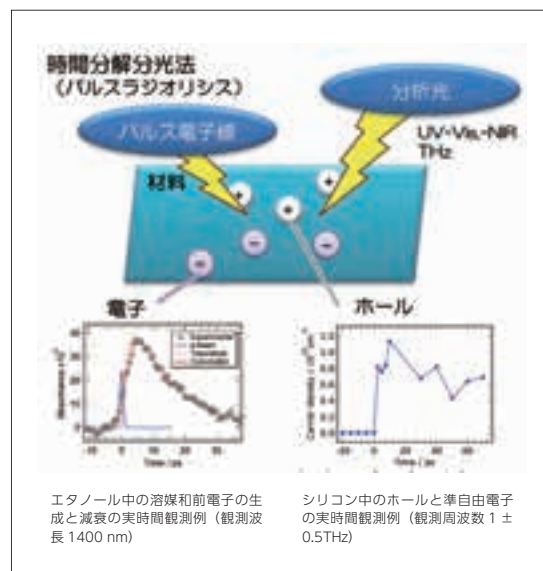 時間分解分光法
(パルスラジオリシス)
パルス電子線
分析光
UV-Vis.-NIR
THz
材料
電子
ホール
Time / ps
Time / ps
エタノール中の溶媒和前電子の生
成と減衰の実時間観測例(観測波
長 1400 nm)
シリコン中のホールと準自由電子
の実時間観測例(観測周波数 1 ±
0.5THz)